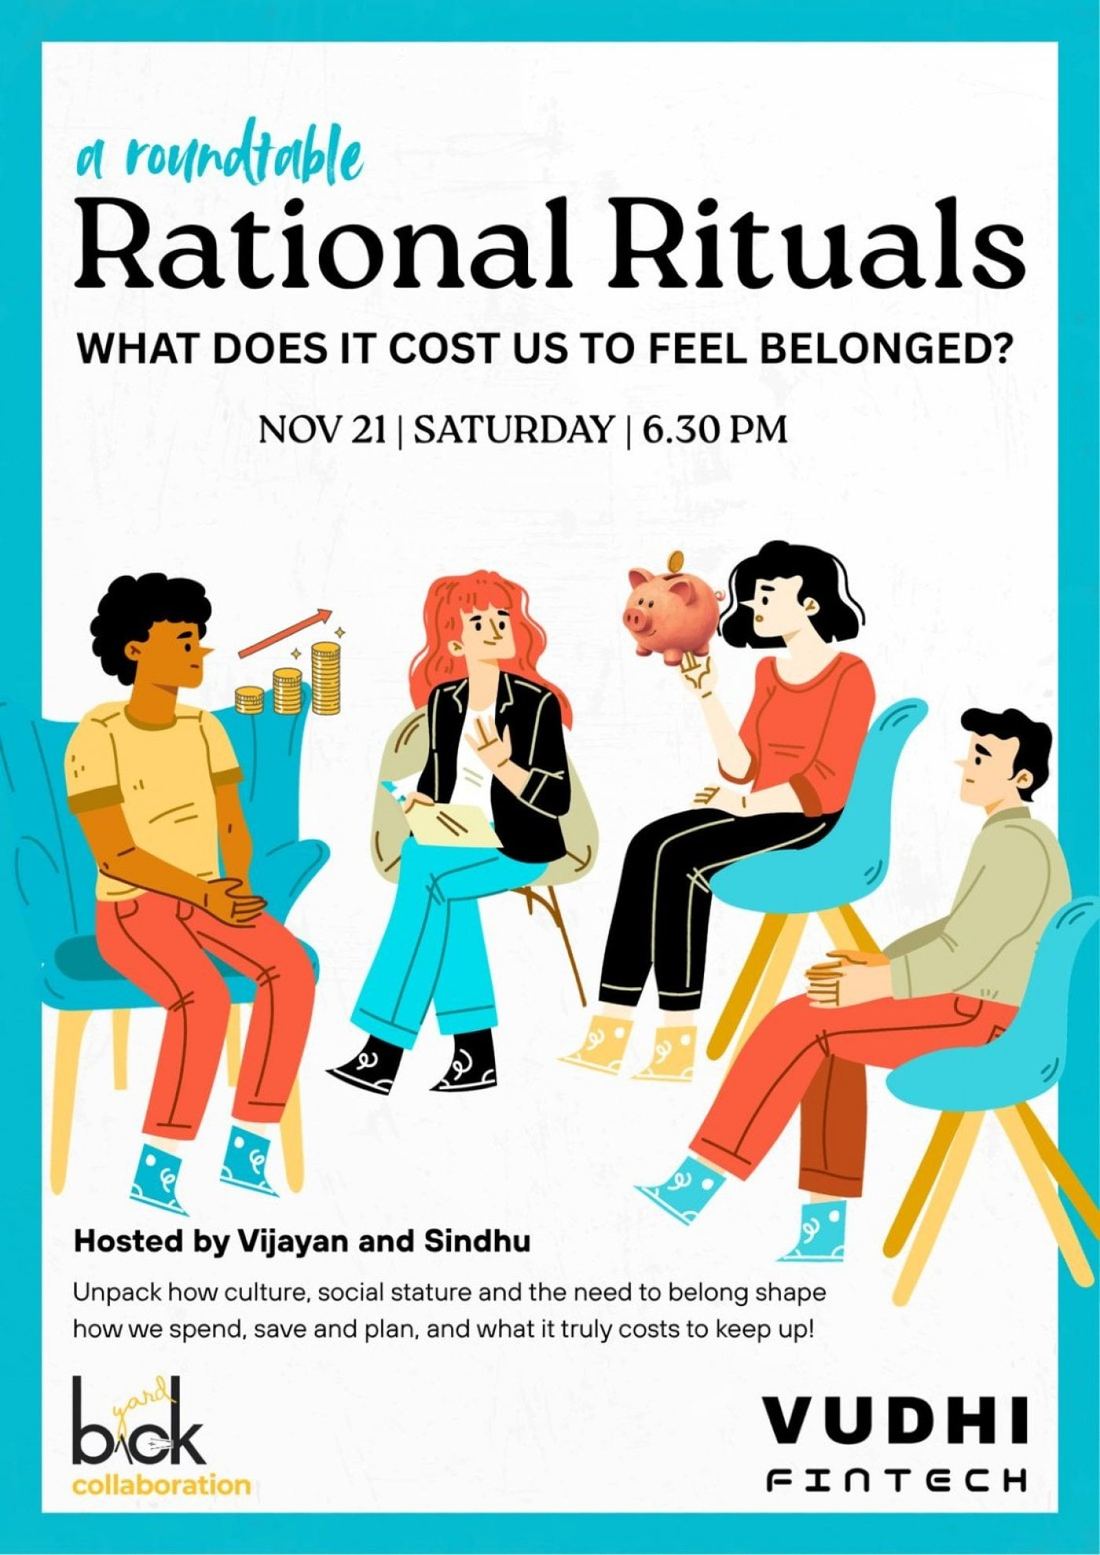 a roundtable
Rational Rituals
WHAT DOES IT COST US TO FEEL BELONGED?
NOV 21 | SATURDAY | 6.30 PM
Hosted by Vijayan and Sindhu
Unpack how culture, social stature and the need to belong shape
how we spend, save and plan, and what it truly costs to keep up!
back
yard
collaboration
VUDHI
FINTECH